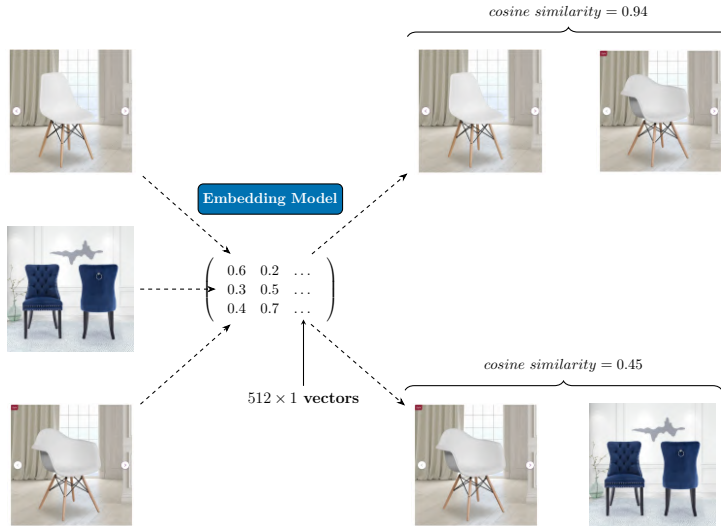 cosine similarity = 0.94
Embedding Model
0.6 0.2 ...
0.3 0.5 ...
0.4 0.7 ...
512 × 1 vectors
cosine similarity = 0.45